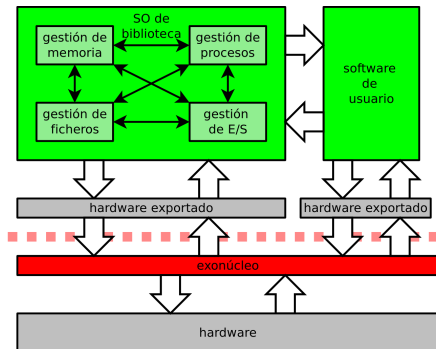 SO de
biblioteca
gestión de
memoria
gestión de
procesos
gestión de
ficheros
gestión
de E/S
software
de
usuario
hardware exportado
hardware exportado
exonúcleo
hardware